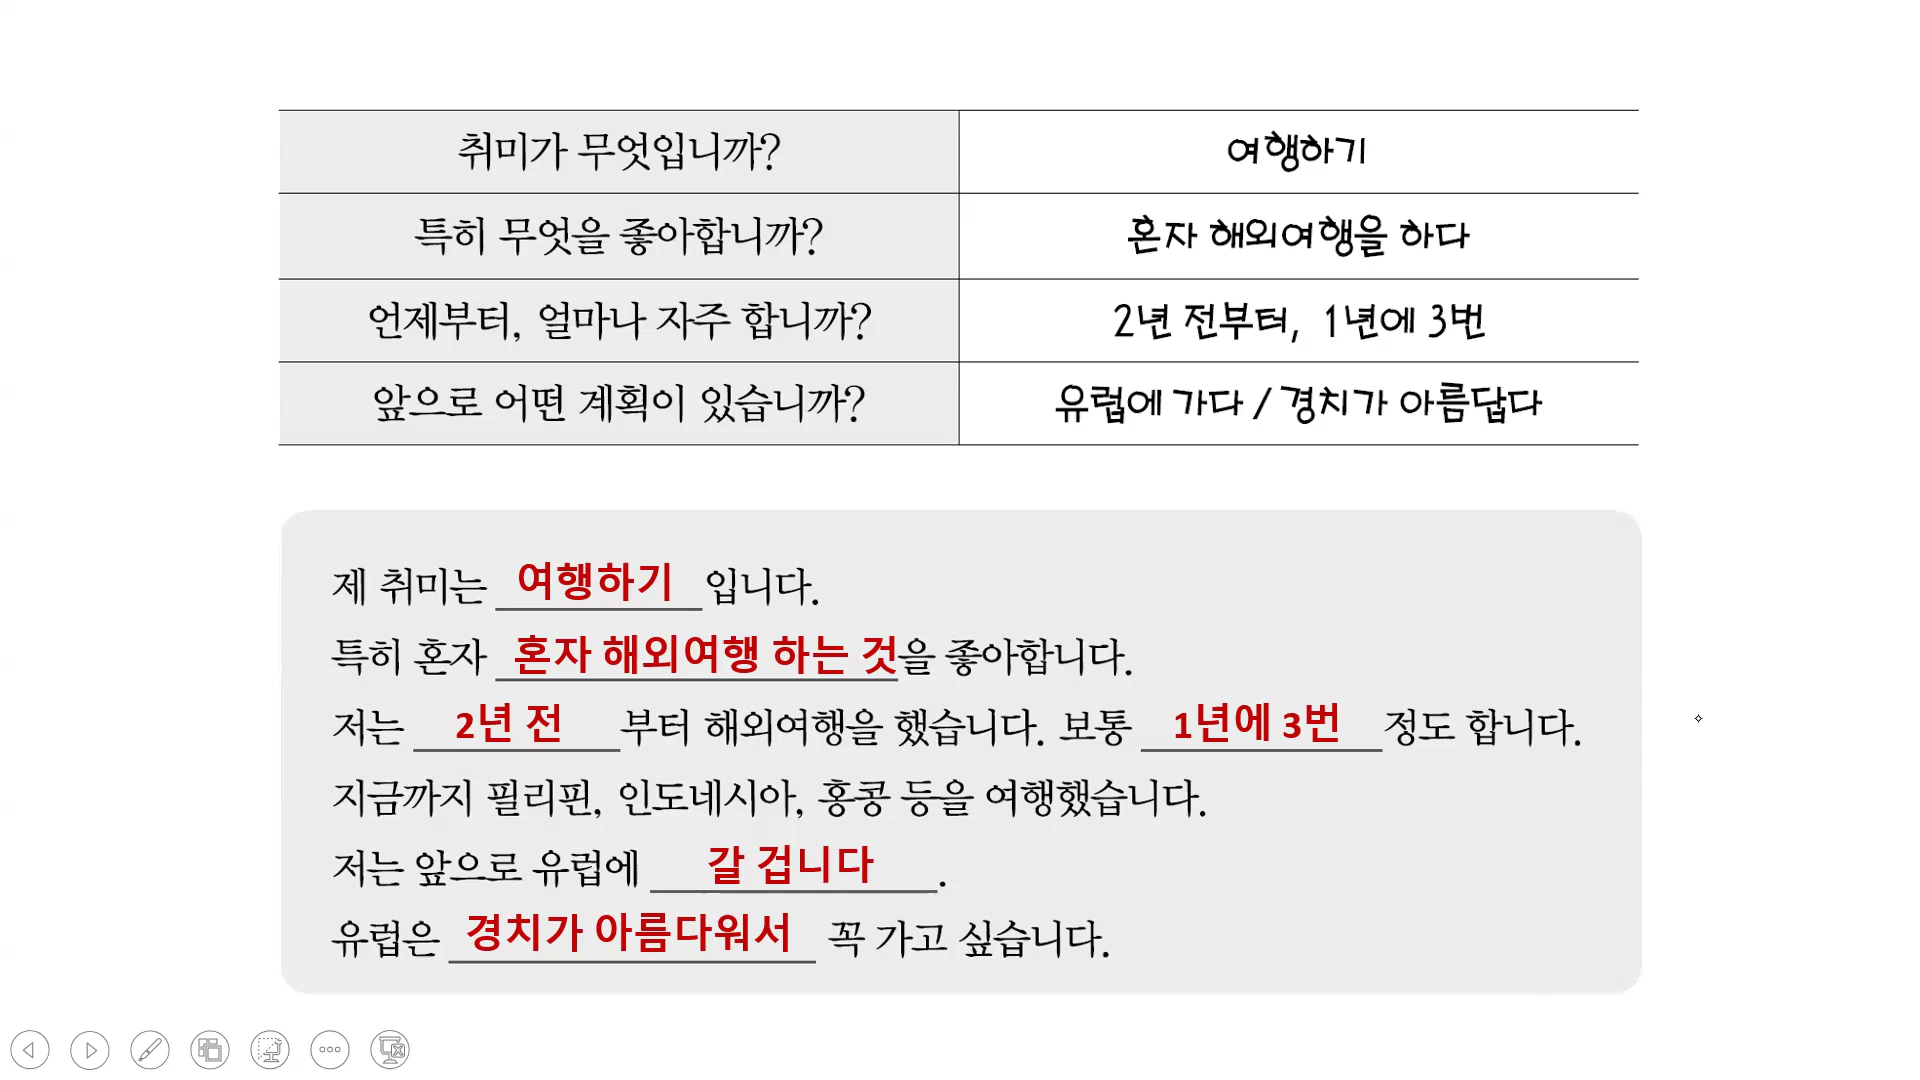 취미가 무엇입니까? 여행하기
특히 무엇을 좋아합니까? 혼자 해외여행을 하다
언제부터, 얼마나 자주 합니까? 2년 전부터, 1년에 3번
앞으로 어떤 계획이 있습니까? 유럽에 가다 / 경치가 아름답다
제 취미는 여행하기 입니다.
특히 혼자 혼자 해외여행 하는 것을 좋아합니다.
저는 2년 전 부터 해외여행을 했습니다. 보통 1년에 3번 정도 합니다.
지금까지 필리핀, 인도네시아, 홍콩 등을 여행했습니다.
저는 앞으로 유럽에 갈 겁니다.
유럽은 경치가 아름다워서 꼭 가고 싶습니다.